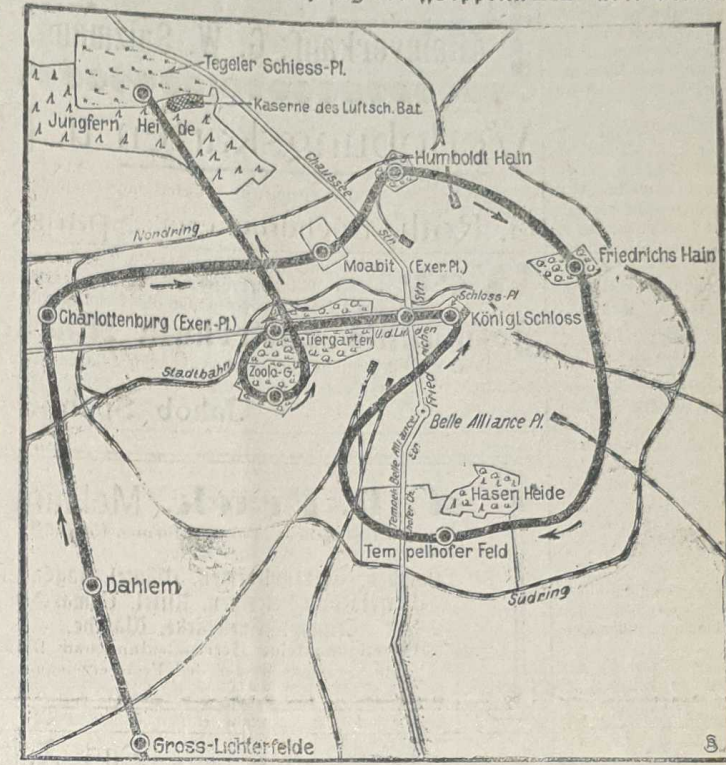 Tegeler Schiess-Pl.
Kaserne des Luftsch. Bat.
Jungfern Heide
Chaussee
Str.
Humboldt Hain
Nordring
Moabit (Exer. Pl.)
Friedrichs Hain
Str.
Schloss-Pl
Charlottenburg (Exer.-Pl.)
Königl. Schloss
Tiergarten
U.d. Linden
Stadtbahn
Zoolo-G.
Friedrich
Belle Alliance Pl.
Belle Alliance
Str.
Hasen Heide
Tempelhofer Feld
Südring
Dahlem
Gross-Lichterfelde